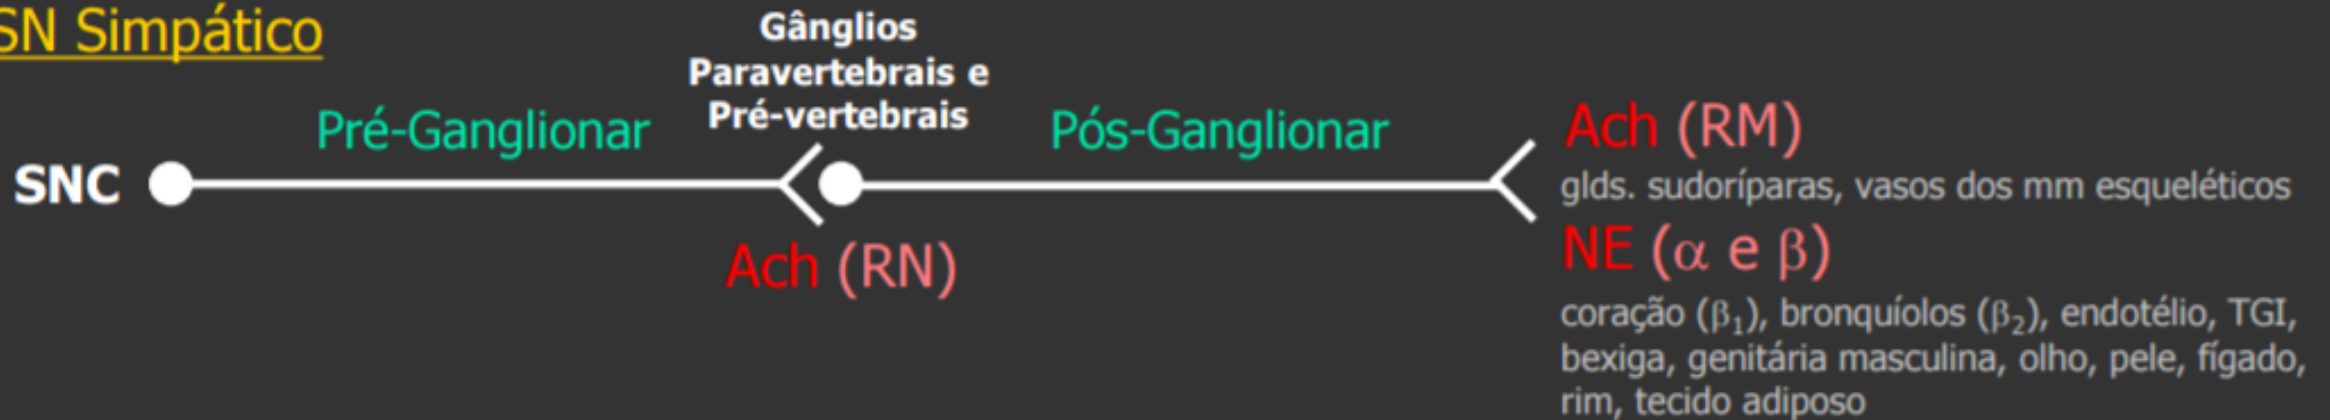 SN Simpático
Gânglios
Paravertebrais e
Pré-vertebrais
Pré-Ganglionar
Pós-Ganglionar
SNC
Ach (RN)
Ach (RM)
glds. sudoríparas, vasos dos mm esqueléticos
NE (α e β)
coração (β₁), bronquíolos (β₂), endotélio, TGI,
bexiga, genitária masculina, olho, pele, fígado,
rim, tecido adiposo